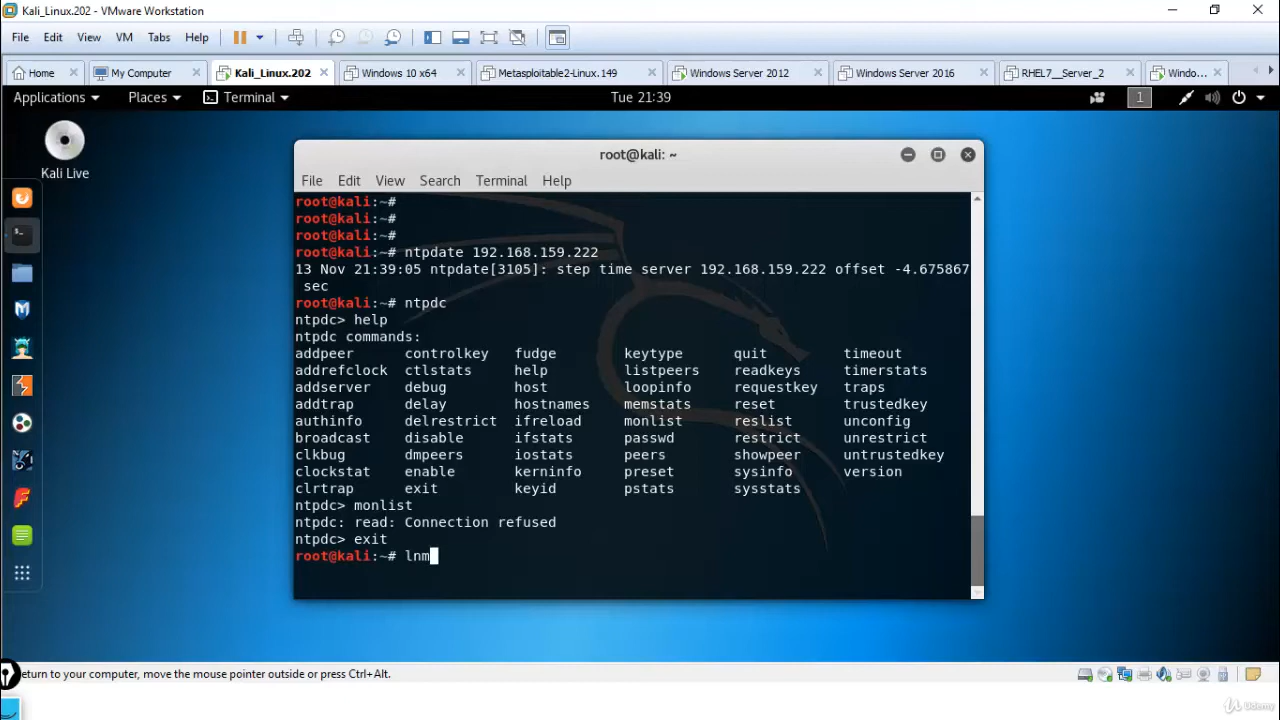 Kali_Linux.202 - VMware Workstation
File Edit View VM Tabs Help
Home My Computer Kali_Linux.202 Windows 10 x64 Metasploitable2-Linux.149 Windows Server 2012 Windows Server 2016 RHEL7__Server_2 Windo...
Applications Places Terminal Tue 21:39 1
Kali Live
root@kali: ~
File Edit View Search Terminal Help
root@kali:~#
root@kali:~#
root@kali:~#
root@kali:~# ntpdate 192.168.159.222
13 Nov 21:39:05 ntpdate[3105]: step time server 192.168.159.222 offset -4.675867
sec
root@kali:~# ntpdc
ntpdc> help
ntpdc commands:
addpeer controlkey fudge keytype quit timeout
addrefclock ctlstats help listpeers readkeys timerstats
addserver debug host loopinfo requestkey traps
addtrap delay hostnames memstats reset trustedkey
authinfo delrestrict ifreload monlist reslist unconfig
broadcast disable ifstats passwd restrict unrestrict
clkbug dmpeers iostats peers showpeer untrustedkey
clockstat enable kerninfo preset sysinfo version
clrtrap exit keyid pstats sysstats
ntpdc> monlist
ntpdc: read: Connection refused
ntpdc> exit
root@kali:~# lnm
eturn to your computer, move the mouse pointer outside or press Ctrl+Alt.
Udemy